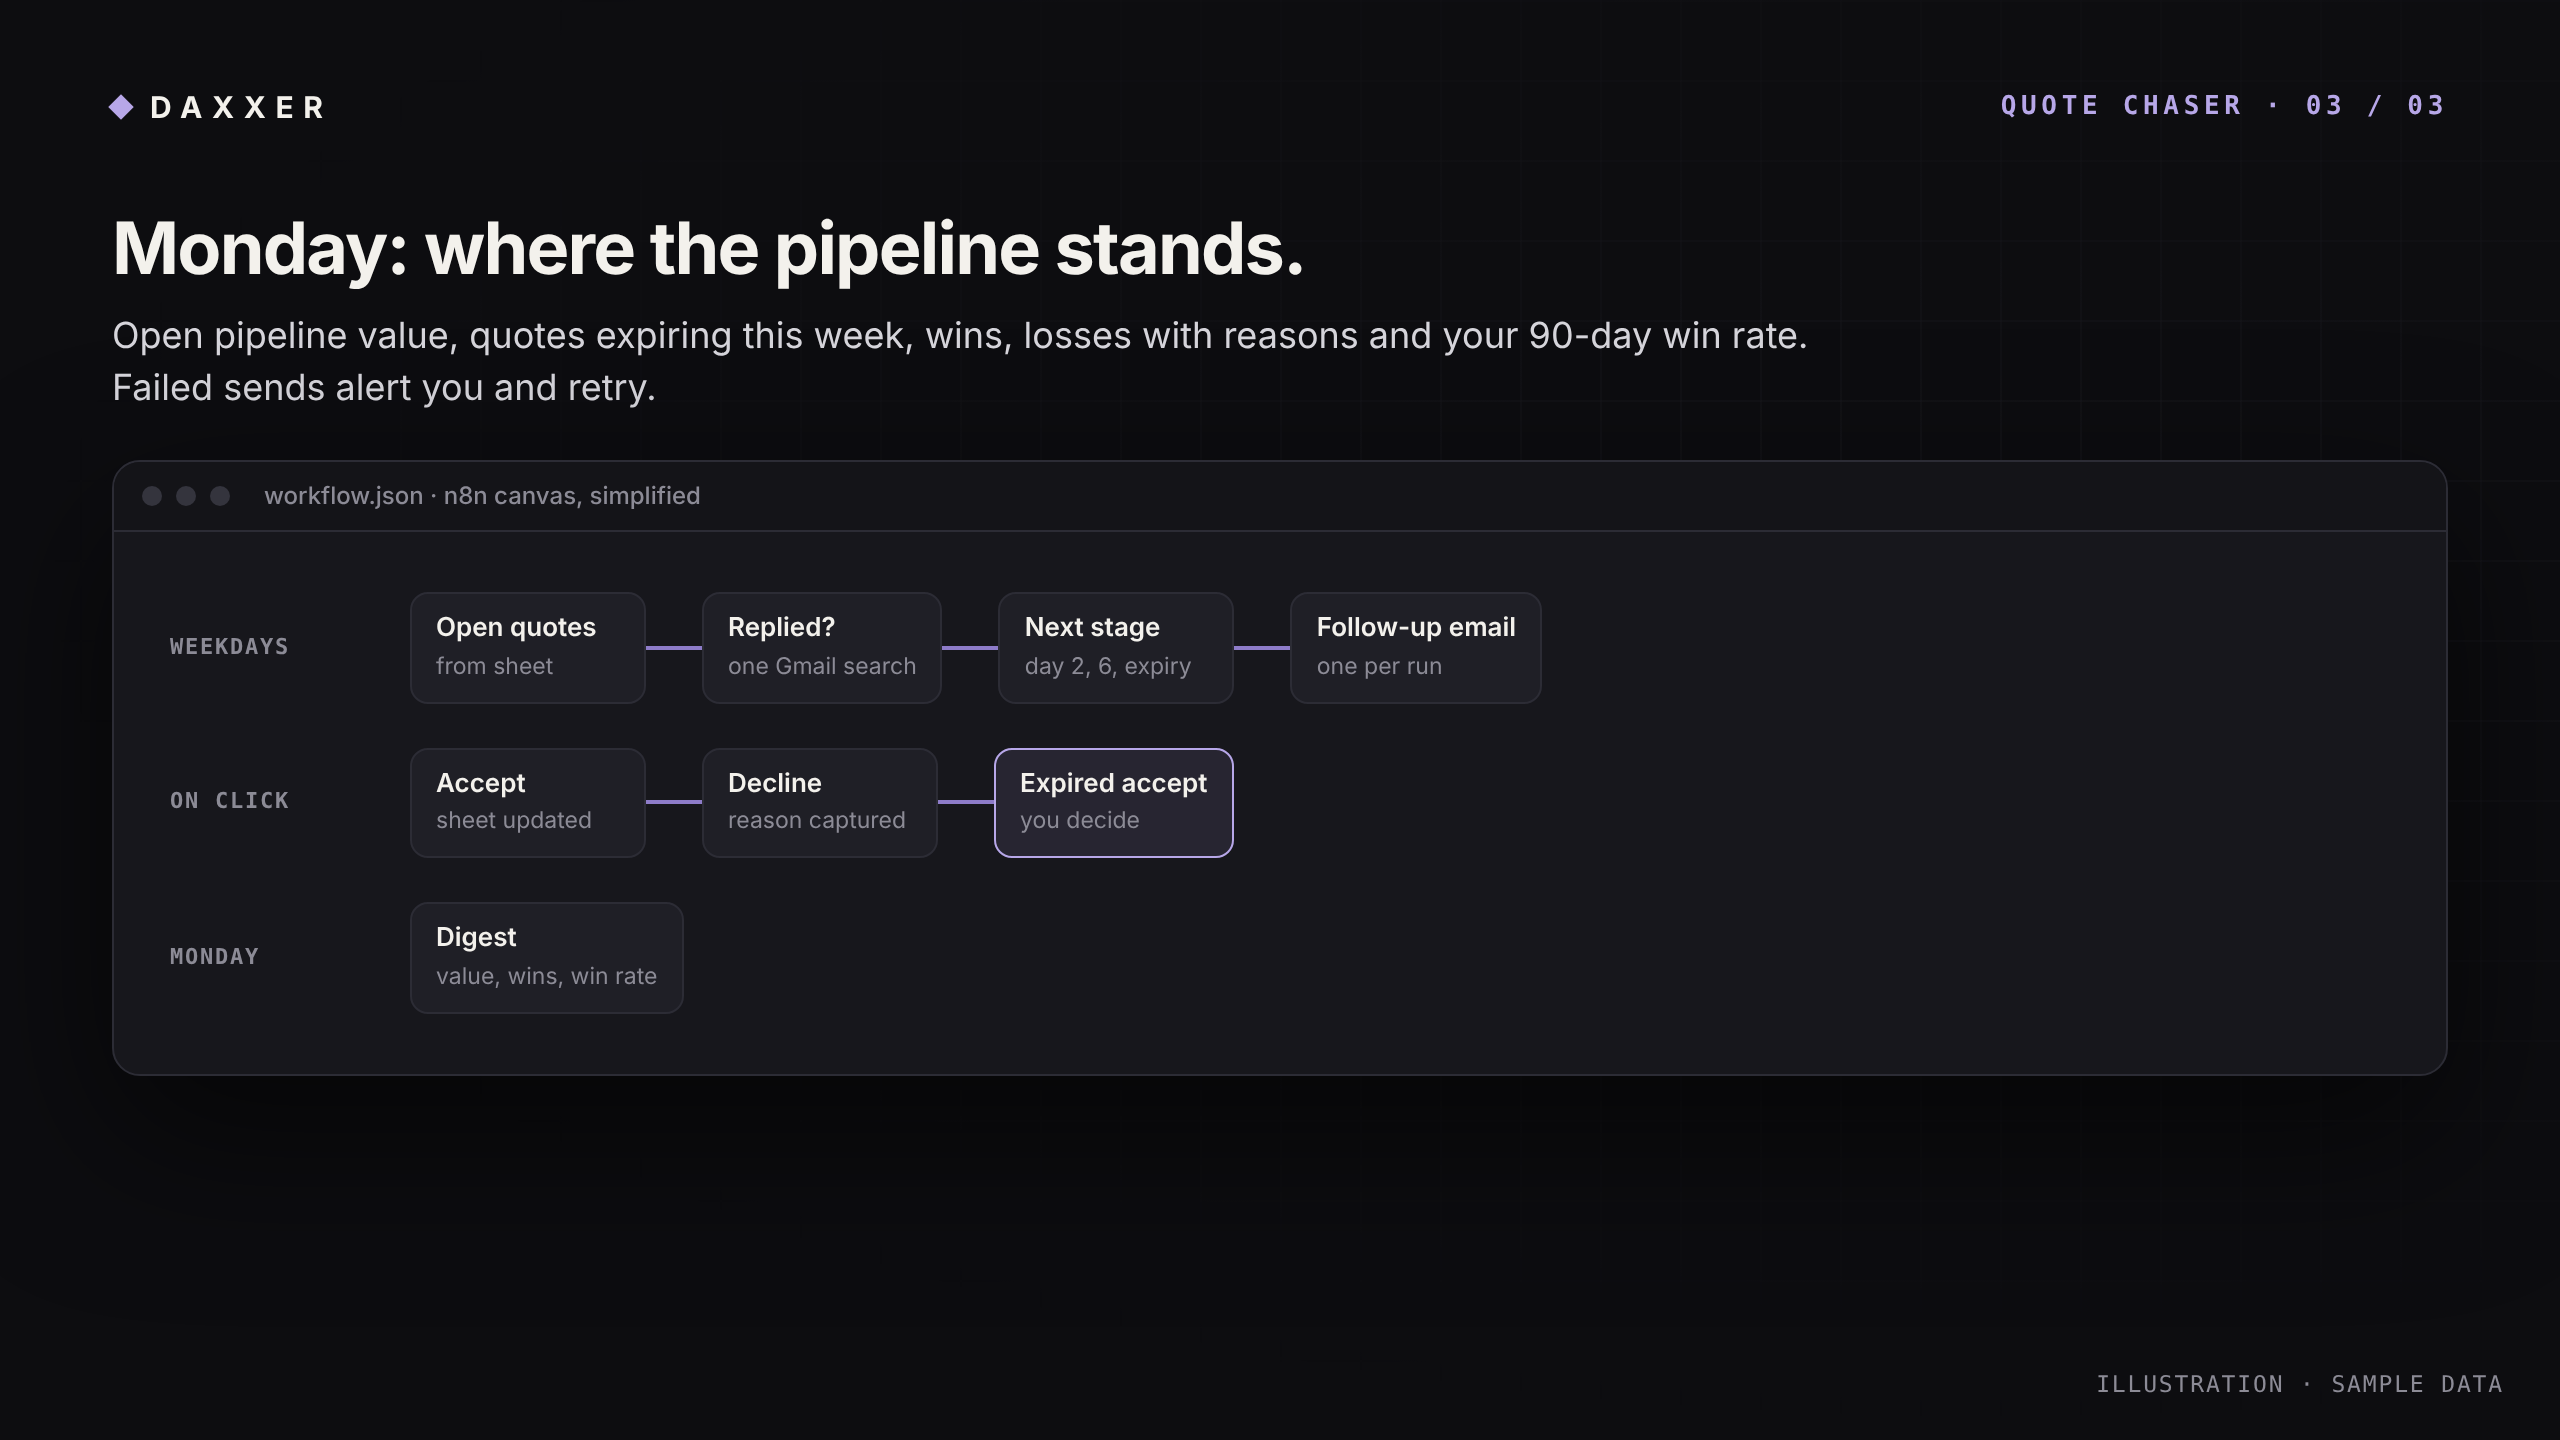 DAXXER
QUOTE CHASER · 03 / 03
Monday: where the pipeline stands.
Open pipeline value, quotes expiring this week, wins, losses with reasons and your 90-day win rate.
Failed sends alert you and retry.
workflow.json · n8n canvas, simplified
WEEKDAYS
Open quotes
from sheet
Replied?
one Gmail search
Next stage
day 2, 6, expiry
Follow-up email
one per run
ON CLICK
Accept
sheet updated
Decline
reason captured
Expired accept
you decide
MONDAY
Digest
value, wins, win rate
ILLUSTRATION · SAMPLE DATA